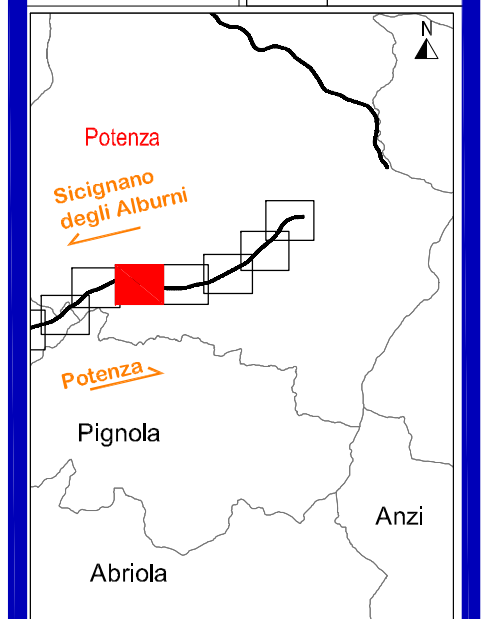 N
Potenza
Sicignano
degli Alburni
Potenza
Pignola
Anzi
Abriola